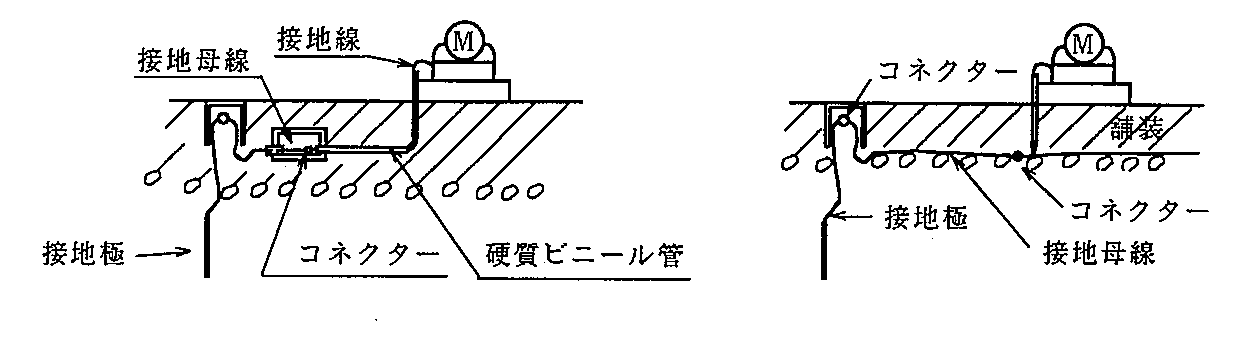 接地線
M
接地母線
接地極
コネクター
硬質ビニール管
M
コネクター
舗装
接地極
コネクター
接地母線